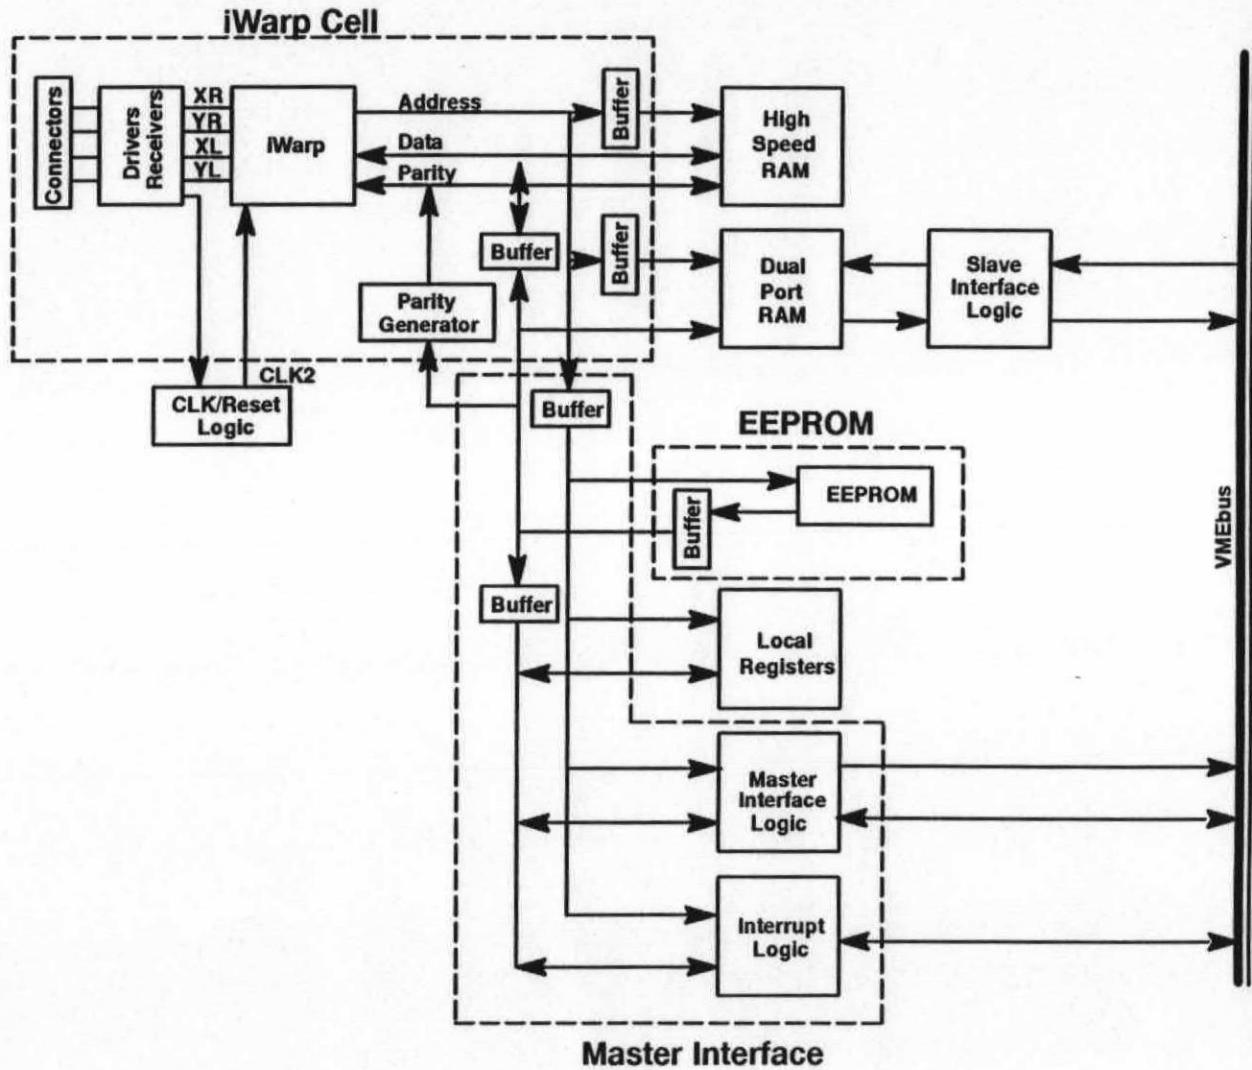 iWarp Cell
Connectors
Drivers
Receivers
XR
YR
XL
YL
iWarp
Address
Data
Parity
Buffer
High
Speed
RAM
Buffer
Buffer
Dual
Port
RAM
Slave
Interface
Logic
Parity
Generator
CLK2
CLK/Reset
Logic
Buffer
EEPROM
EEPROM
Buffer
VMEbus
Buffer
Local
Registers
Master
Interface
Logic
Interrupt
Logic
Master Interface